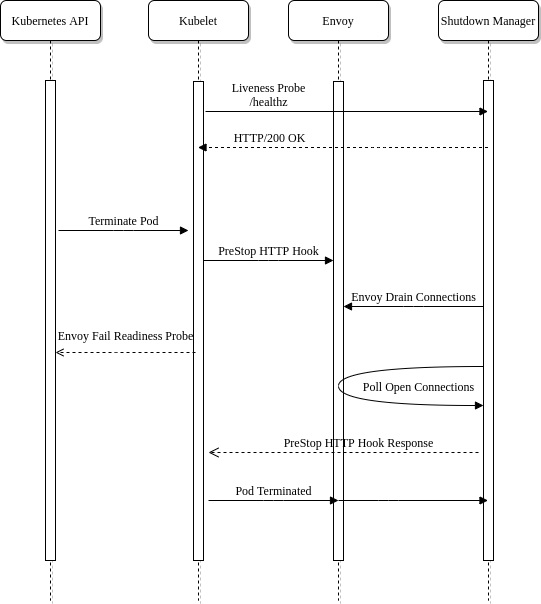 Kubernetes API
Kubelet
Envoy
Shutdown Manager
Liveness Probe
/healthz
HTTP/200 OK
Terminate Pod
PreStop HTTP Hook
Envoy Drain Connections
Envoy Fail Readiness Probe
Poll Open Connections
PreStop HTTP Hook Response
Pod Terminated